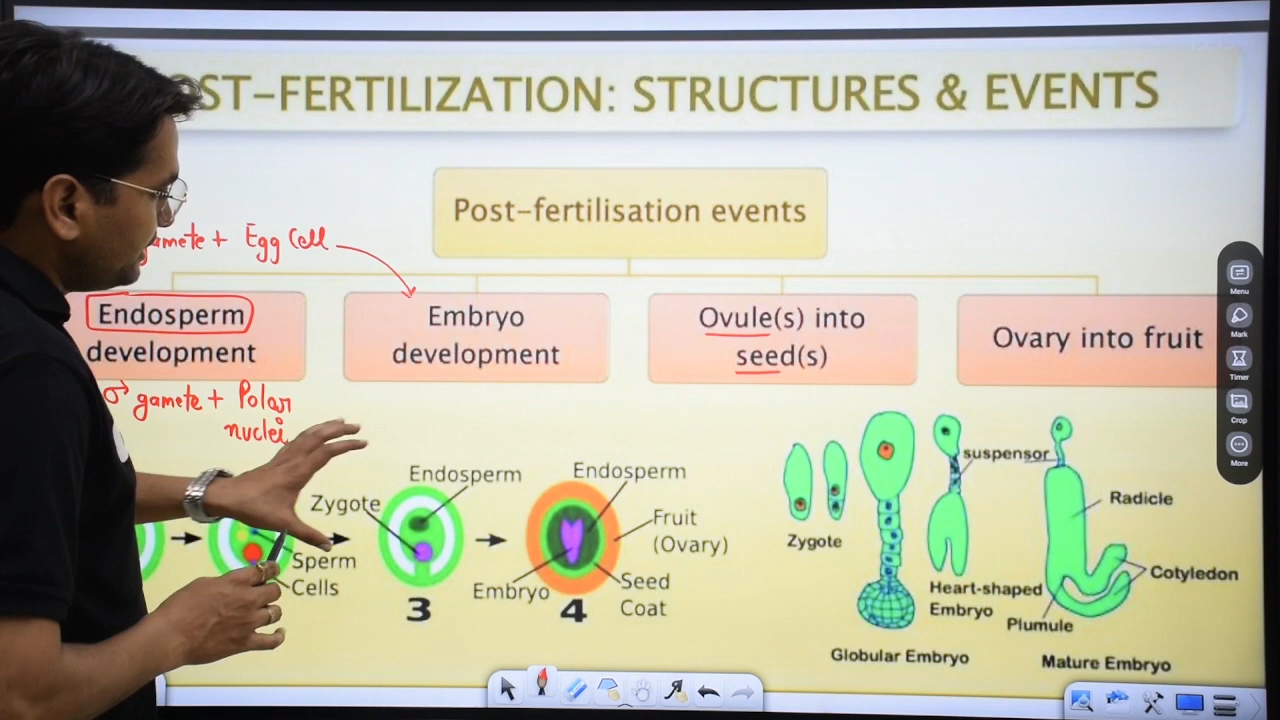 POST-FERTILIZATION: STRUCTURES & EVENTS
Post-fertilisation events
gamete + Egg Cell
Endosperm
development
Embryo
development
Ovule(s) into
seed(s)
Ovary into fruit
♂ gamete + Polar
nuclei
Menu
Mark
Timer
Crop
More
Endosperm
Zygote
Sperm
Cells
3
Endosperm
Fruit
(Ovary)
Embryo
Seed
Coat
4
Zygote
Globular Embryo
suspensor
Heart-shaped
Embryo
Radicle
Cotyledon
Plumule
Mature Embryo